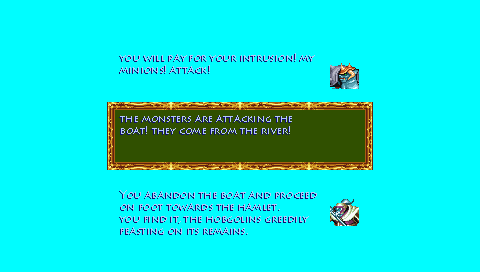 YOU WILL PAY FOR YOUR INTRUSION! MY
MINIONS! ATTACK!
THE MONSTERS ARE ATTACKING THE
BOAT! THEY COME FROM THE RIVER!
YOU ABANDON THE BOAT AND PROCEED
ON FOOT TOWARDS THE HAMLET.
YOU FIND IT, THE HOBGOLINS GREEDILY
FEASTING ON ITS REMAINS.